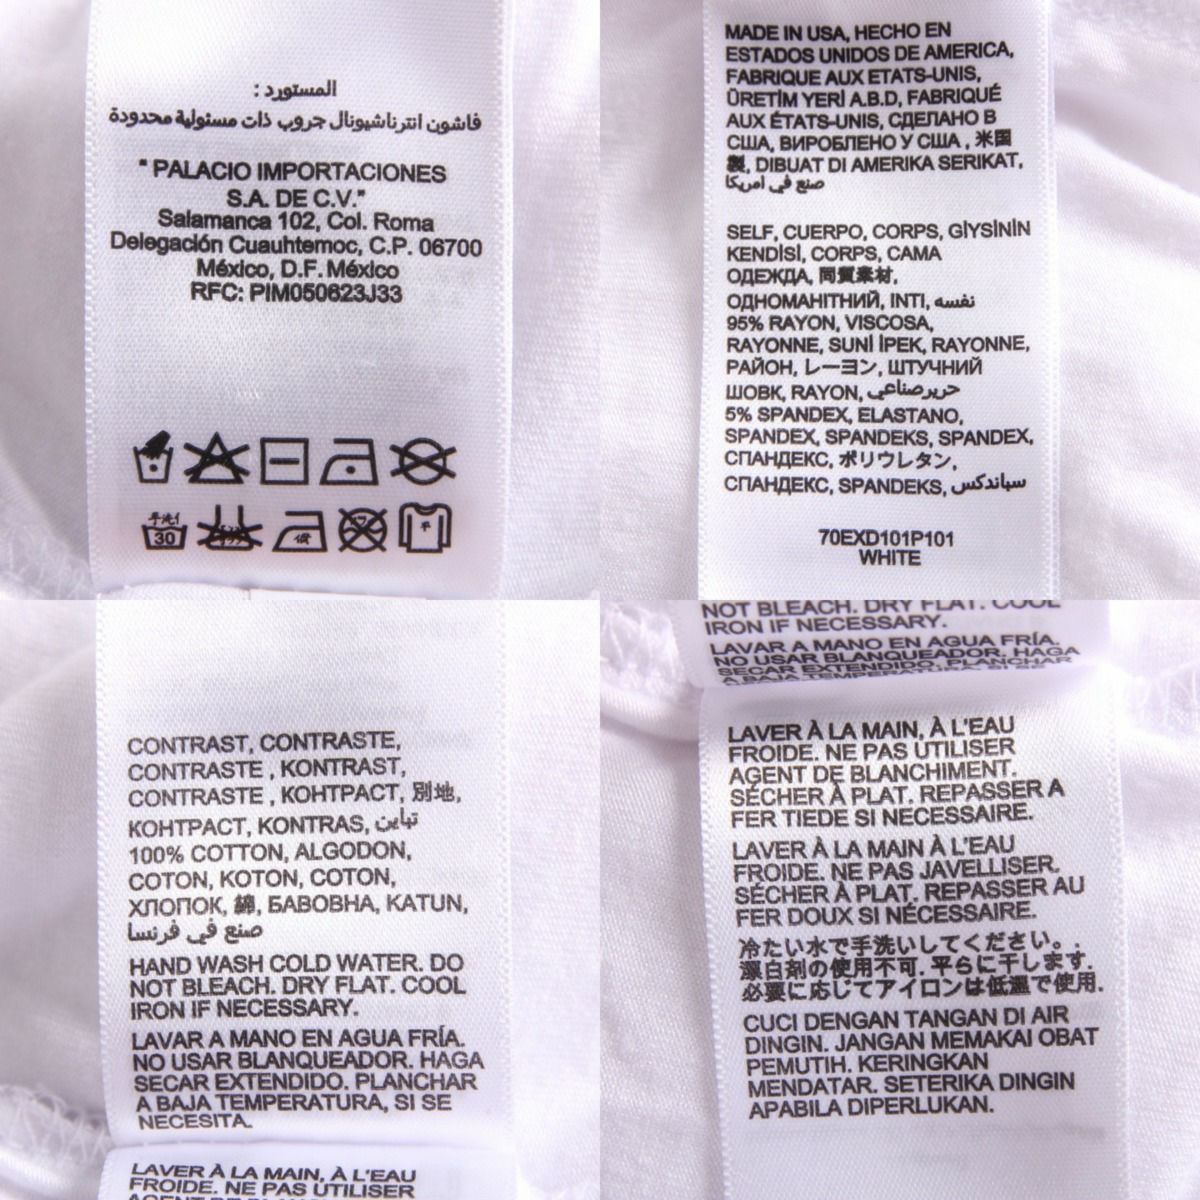 المستورد :
فاشون انترناشيونال جروب ذات مسئولية محدودة
" PALACIO IMPORTACIONES
S.A. DE C.V."
Salamanca 102, Col. Roma
Delegación Cuauhtemoc, C.P. 06700
México, D.F. México
RFC: PIM050623J33
手洗イ
30
低
平
MADE IN USA, HECHO EN
ESTADOS UNIDOS DE AMERICA,
FABRIQUE AUX ETATS-UNIS,
ÜRETİM YERİ A.B.D, FABRIQUÉ
AUX ÉTATS-UNIS, СДЕЛАНО В
США, ВИРОБЛЕНО У США , 米国
製, DIBUAT DI AMERIKA SERIKAT,
صنع في امريكا
SELF, CUERPO, CORPS, GİYSİNİN
KENDİSİ, CORPS, САМА
ОДЕЖДА, 同質素材,
ОДНОМАНІТНИЙ, INTI, نفسه
95% RAYON, VISCOSA,
RAYONNE, SUNİ İPEK, RAYONNE,
РАЙОН, レーヨン, ШТУЧНИЙ
ШОВК, RAYON, حريرصناعي
5% SPANDEX, ELASTANO,
SPANDEX, SPANDEKS, SPANDEX,
СПАНДЕКС, ポリウレタン,
СПАНДЕКС, SPANDEKS, سباندكس
70EXD101P101
WHITE
CONTRAST, CONTRASTE,
CONTRASTE , KONTRAST,
CONTRASTE , КОНТРАСТ, 別地,
КОНТРАСТ, KONTRAS, تباين
100% COTTON, ALGODON,
COTON, KOTON, COTON,
ХЛОПОК, 綿, БАВОВНА, KATUN,
صنع في فرنسا
HAND WASH COLD WATER. DO
NOT BLEACH. DRY FLAT. COOL
IRON IF NECESSARY.
LAVAR A MANO EN AGUA FRÍA.
NO USAR BLANQUEADOR. HAGA
SECAR EXTENDIDO. PLANCHAR
A BAJA TEMPERATURA, SI SE
NECESITA.
LAVER À LA MAIN, À L'EAU
FROIDE. NE PAS UTILISER
NOT BLEACH. DRY FLAT. COOL
IRON IF NECESSARY.
LAVAR A MANO EN AGUA FRÍA.
NO USAR BLANQUEADOR. HAGA
SECAR EXTENDIDO. PLANCHAR
A BAJA TEMPERATURA, SI SE
LAVER À LA MAIN, À L'EAU
FROIDE. NE PAS UTILISER
AGENT DE BLANCHIMENT.
SÉCHER À PLAT. REPASSER A
FER TIEDE SI NECESSAIRE.
LAVER À LA MAIN À L'EAU
FROIDE. NE PAS JAVELLISER.
SÉCHER À PLAT. REPASSER AU
FER DOUX SI NÉCESSAIRE.
冷たい水で手洗いしてください。.
漂白剤の使用不可. 平らに干します.
必要に応じてアイロンは低温で使用.
CUCI DENGAN TANGAN DI AIR
DINGIN. JANGAN MEMAKAI OBAT
PEMUTIH. KERINGKAN
MENDATAR. SETERIKA DINGIN
APABILA DIPERLUKAN.